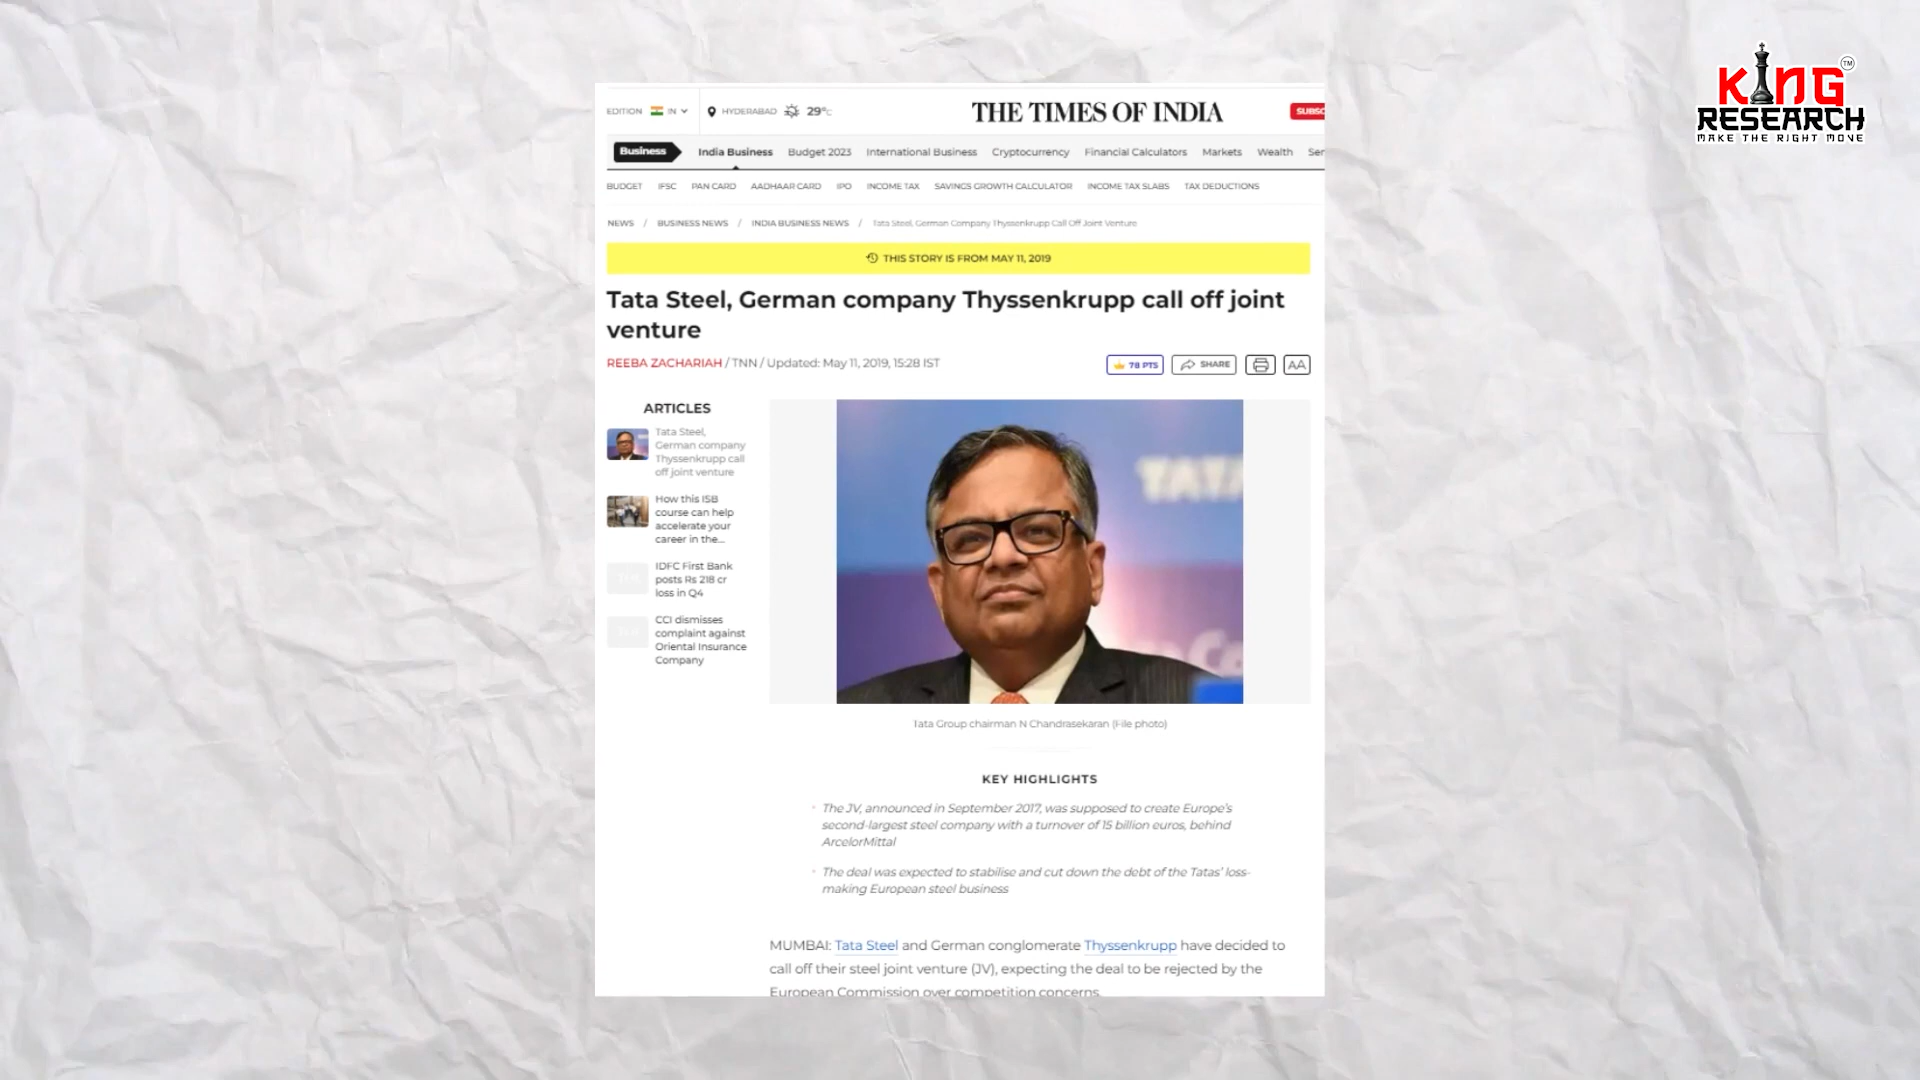 KING
RESEARCH
MAKE THE RIGHT MOVE
TM
EDITION IN HYDERABAD 29°C THE TIMES OF INDIA SUBSC
Business India Business Budget 2023 International Business Cryptocurrency Financial Calculators Markets Wealth Ser
BUDGET IFSC PAN CARD AADHAAR CARD IPO INCOME TAX SAVINGS GROWTH CALCULATOR INCOME TAX SLABS TAX DEDUCTIONS
NEWS / BUSINESS NEWS / INDIA BUSINESS NEWS / Tata Steel, German Company Thyssenkrupp Call Off Joint Venture
THIS STORY IS FROM MAY 11, 2019
Tata Steel, German company Thyssenkrupp call off joint
venture
REEBA ZACHARIAH / TNN / Updated: May 11, 2019, 15:28 IST
78 PTS SHARE AA
ARTICLES
Tata Steel,
German company
Thyssenkrupp call
off joint venture
How this ISB
course can help
accelerate your
career in the...
IDFC First Bank
posts Rs 218 cr
loss in Q4
CCI dismisses
complaint against
Oriental Insurance
Company
TATA
Tata Group chairman N Chandrasekaran (File photo)
KEY HIGHLIGHTS
The JV, announced in September 2017, was supposed to create Europe's
second-largest steel company with a turnover of 15 billion euros, behind
ArcelorMittal
The deal was expected to stabilise and cut down the debt of the Tatas' loss-
making European steel business
MUMBAI: Tata Steel and German conglomerate Thyssenkrupp have decided to
call off their steel joint venture (JV), expecting the deal to be rejected by the
European Commission over competition concerns.